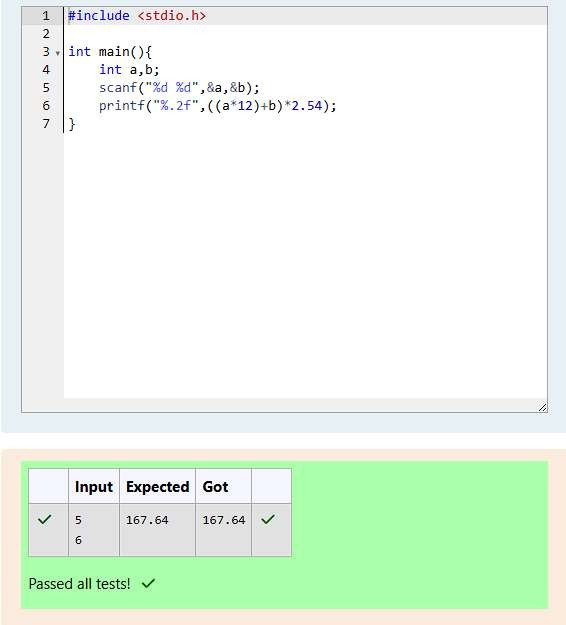 1 #include <stdio.h>
2
3 int main(){
4     int a,b;
5     scanf("%d %d",&a,&b);
6     printf("%.2f",((a*12)+b)*2.54);
7 }
Input Expected Got
5 167.64 167.64
6
Passed all tests!